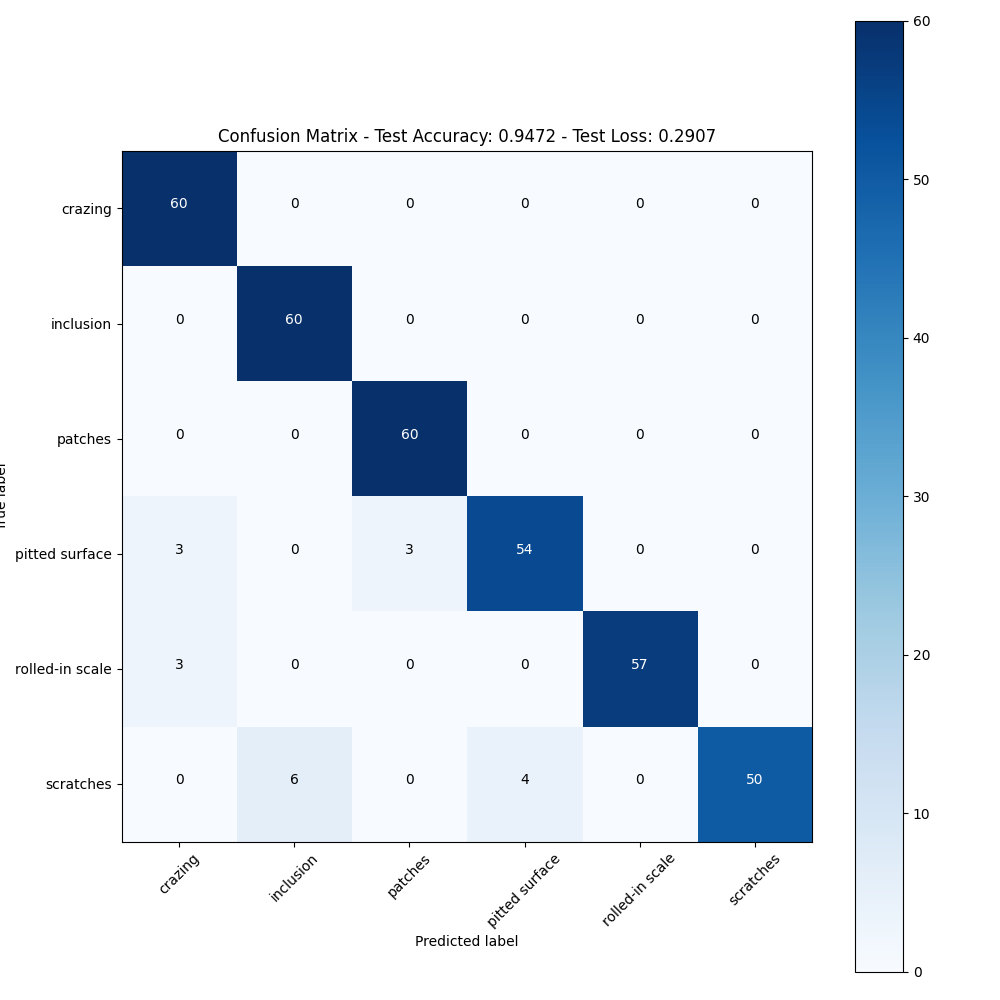 Confusion Matrix - Test Accuracy: 0.9472 - Test Loss: 0.2907
crazing 60 0 0 0 0 0
inclusion 0 60 0 0 0 0
patches 0 0 60 0 0 0
pitted surface 3 0 3 54 0 0
rolled-in scale 3 0 0 0 57 0
scratches 0 6 0 4 0 50
crazing inclusion patches pitted surface rolled-in scale scratches
Predicted label
60
50
40
30
20
10
0